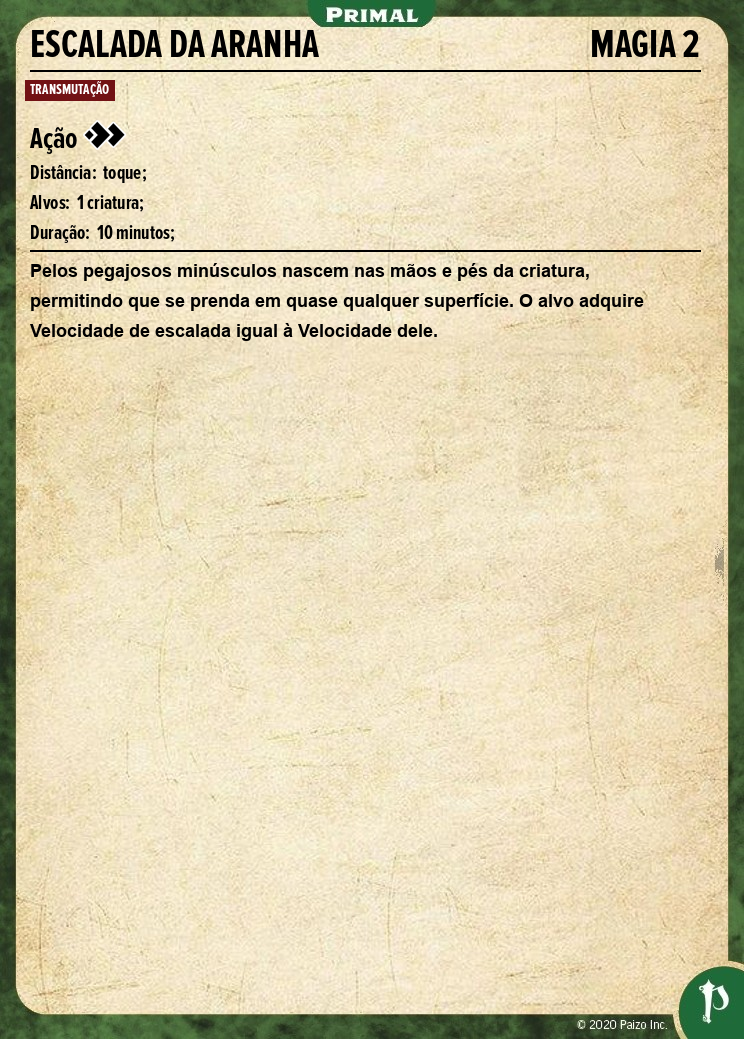 PRIMAL
ESCALADA DA ARANHA MAGIA 2
TRANSMUTAÇÃO
Ação
Distância: toque;
Alvos: 1 criatura;
Duração: 10 minutos;
Pelos pegajosos minúsculos nascem nas mãos e pés da criatura,
permitindo que se prenda em quase qualquer superfície. O alvo adquire
Velocidade de escalada igual à Velocidade dele.
© 2020 Paizo Inc.